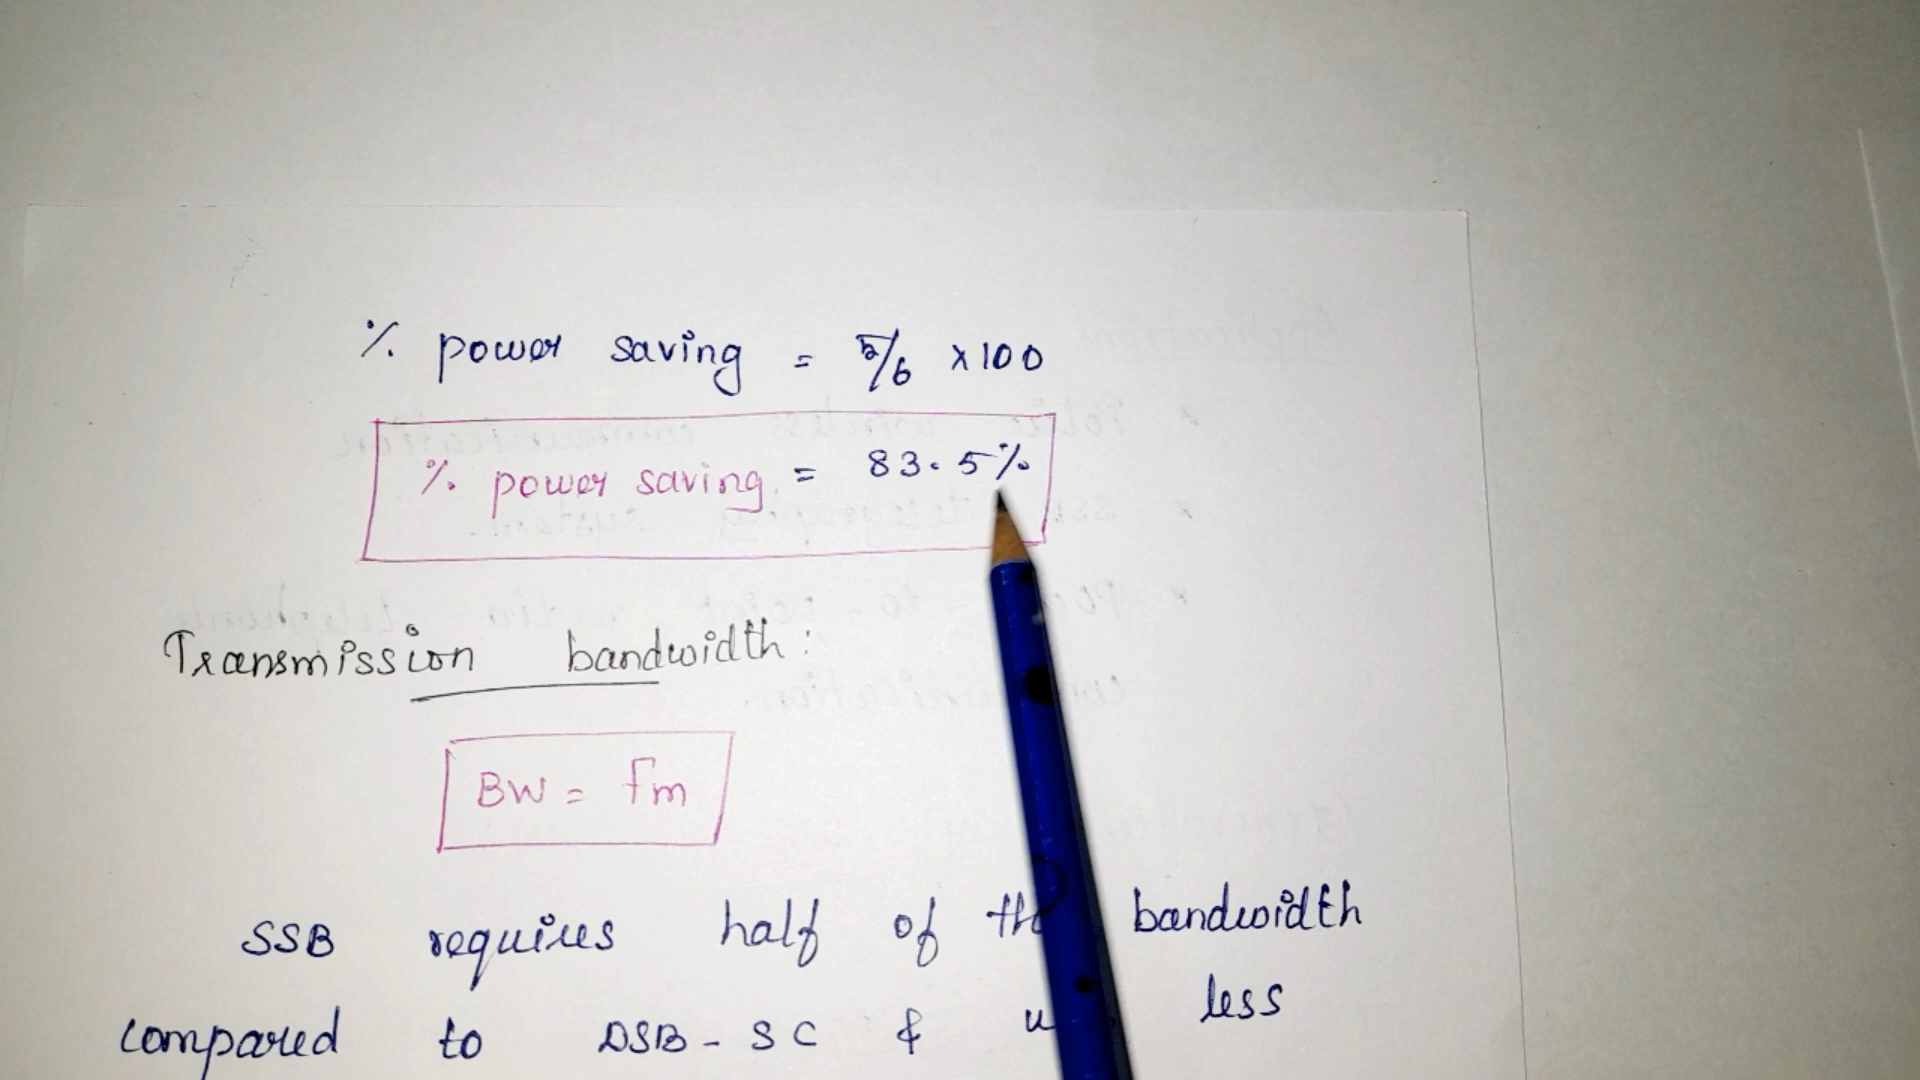 % power saving = 5/6 x 100
% power saving = 83.5%
Transmission bandwidth:
BW = fm
SSB requires half of the bandwidth
compared to DSB-SC & less